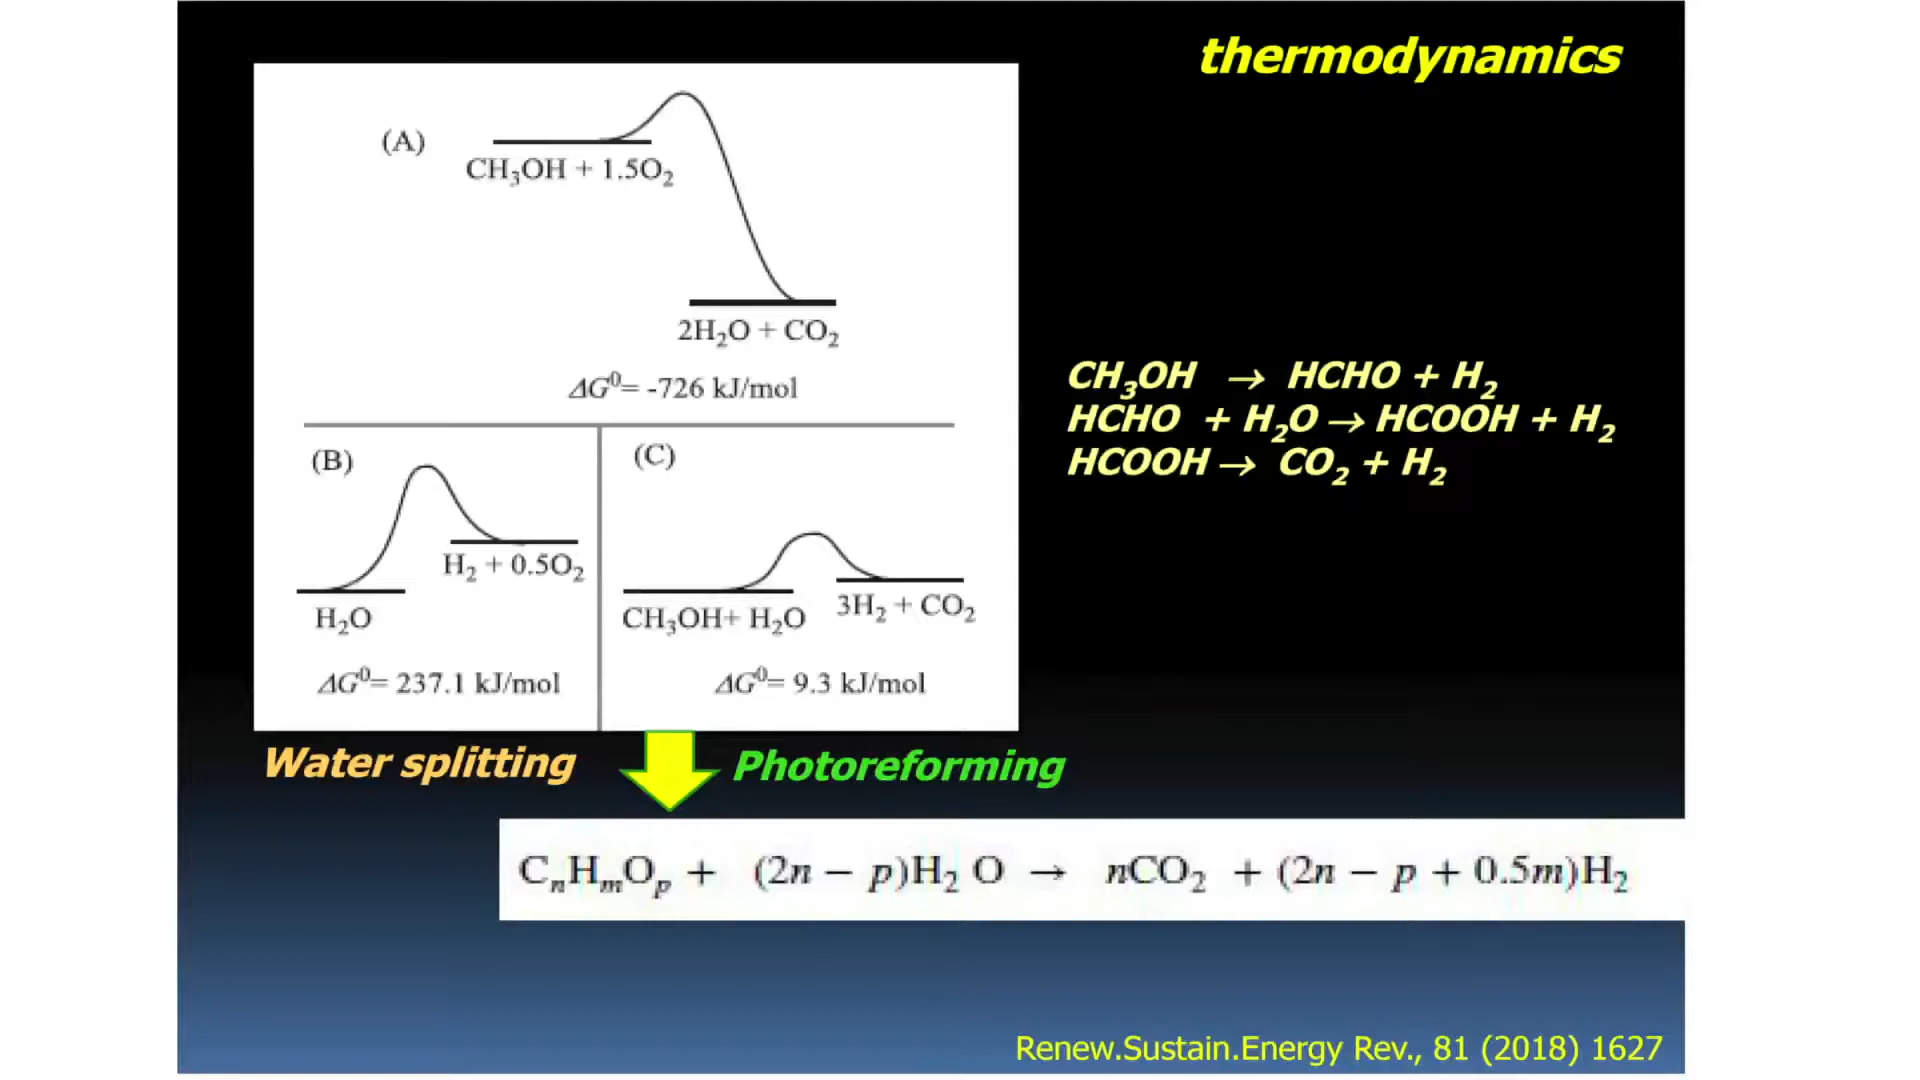 thermodynamics
(A)
CH₃OH + 1.5O₂
2H₂O + CO₂
ΔG⁰= -726 kJ/mol
(B)
H₂ + 0.5O₂
H₂O
ΔG⁰= 237.1 kJ/mol
(C)
CH₃OH+ H₂O
3H₂ + CO₂
ΔG⁰= 9.3 kJ/mol
CH₃OH → HCHO + H₂
HCHO + H₂O → HCOOH + H₂
HCOOH → CO₂ + H₂
Water splitting
Photoreforming
CₙHₘOₚ + (2n − p)H₂ O → nCO₂ + (2n − p + 0.5m)H₂
Renew.Sustain.Energy Rev., 81 (2018) 1627